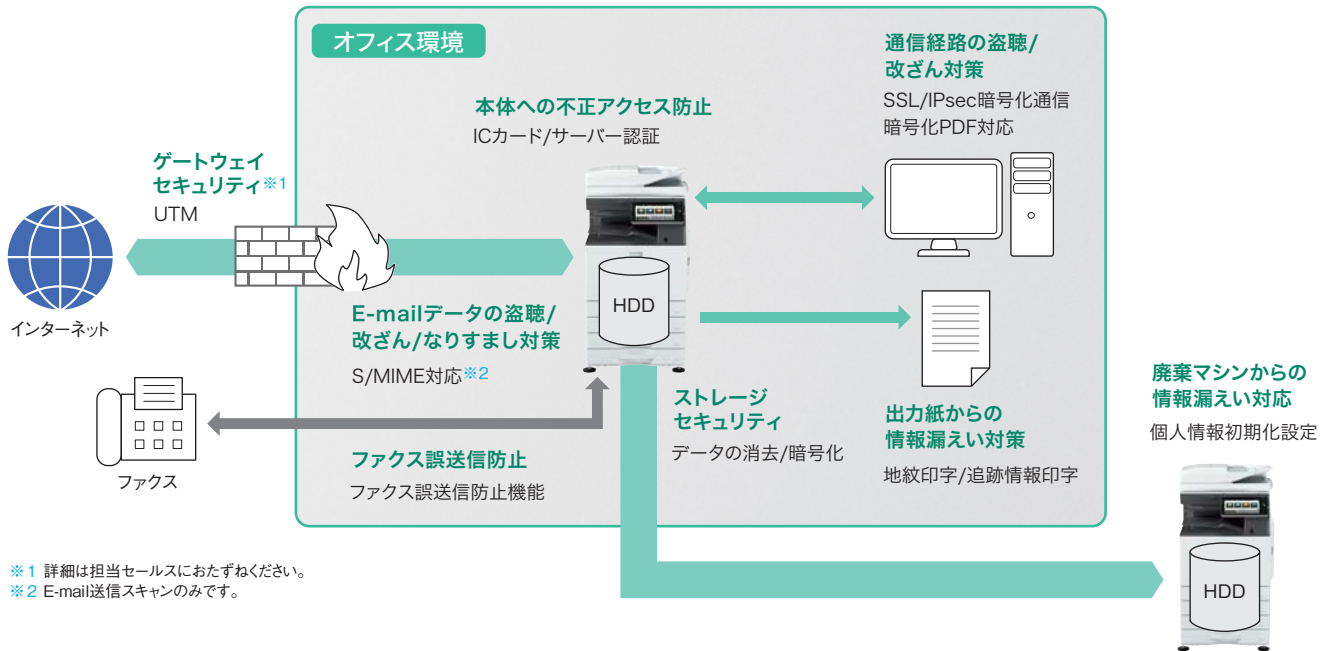 オフィス環境
通信経路の盗聴/
改ざん対策
SSL/IPsec暗号化通信
暗号化PDF対応
本体への不正アクセス防止
ICカード/サーバー認証
ゲートウェイ
セキュリティ※1
UTM
インターネット
HDD
E-mailデータの盗聴/
改ざん/なりすまし対策
S/MIME対応※2
ファクス
ファクス誤送信防止
ファクス誤送信防止機能
ストレージ
セキュリティ
データの消去/暗号化
出力紙からの
情報漏えい対策
地紋印字/追跡情報印字
廃棄マシンからの
情報漏えい対応
個人情報初期化設定
HDD
※1 詳細は担当セールスにおたずねください。
※2 E-mail送信スキャンのみです。